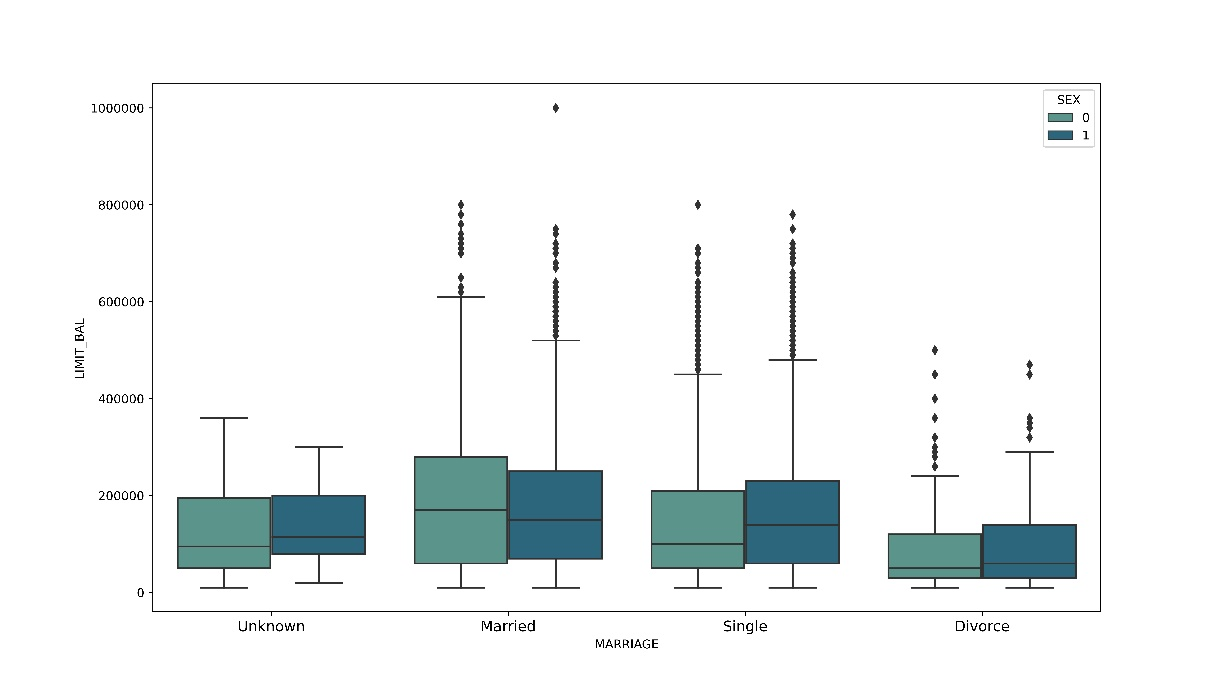 1000000
800000
600000
400000
200000
0
LIMIT_BAL
SEX
0
1
Unknown
Married
Single
Divorce
MARRIAGE